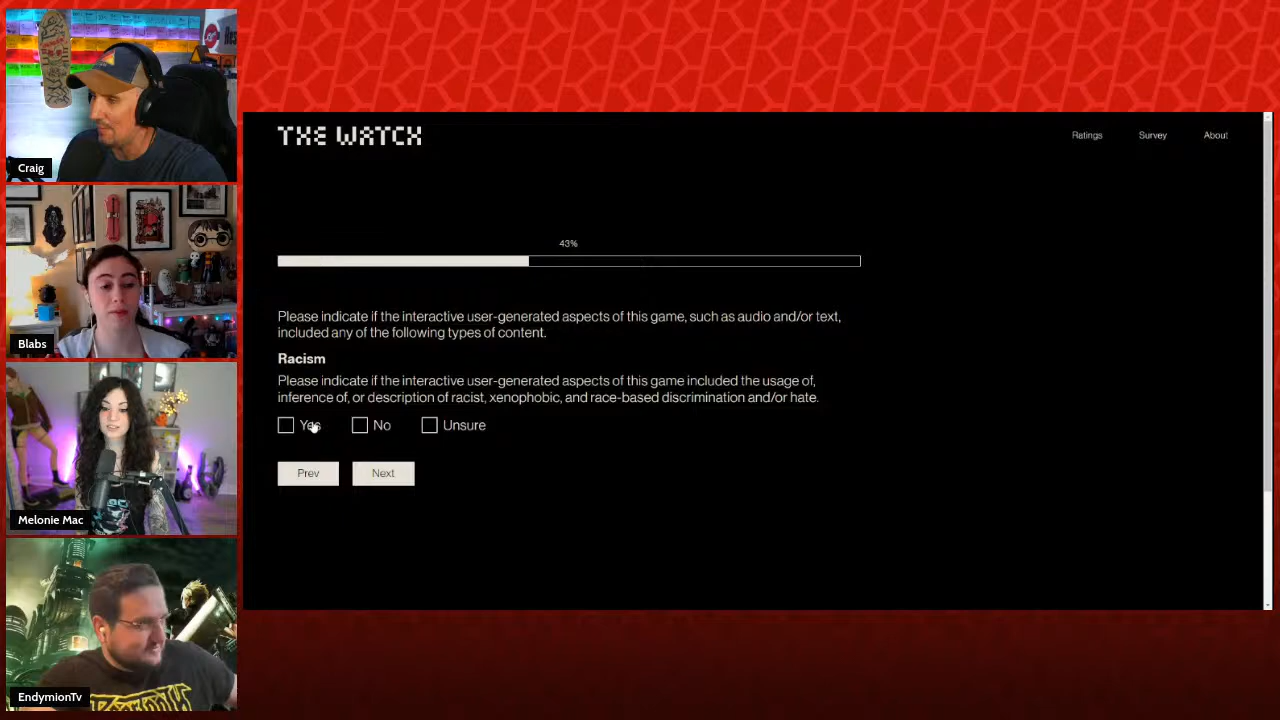 Craig
Blabs
Melonie Mac
EndymionTv
THE WATCH
Ratings
Survey
About
43%
Please indicate if the interactive user-generated aspects of this game, such as audio and/or text,
included any of the following types of content.
Racism
Please indicate if the interactive user-generated aspects of this game included the usage of,
inference of, or description of racist, xenophobic, and race-based discrimination and/or hate.
Yes
No
Unsure
Prev
Next